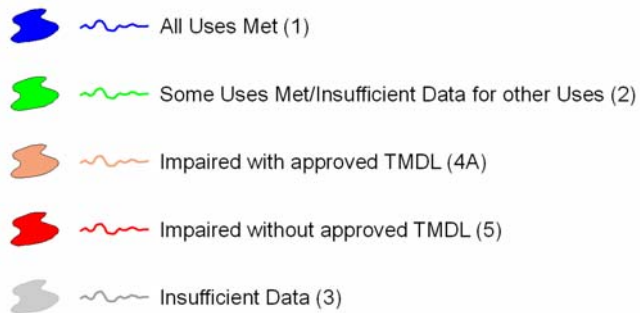 All Uses Met (1)
Some Uses Met/Insufficient Data for other Uses (2)
Impaired with approved TMDL (4A)
Impaired without approved TMDL (5)
Insufficient Data (3)